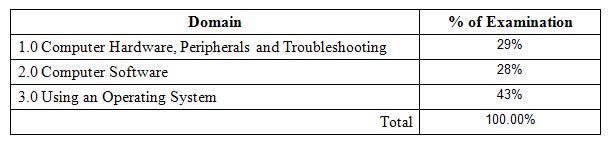 Domain % of Examination
1.0 Computer Hardware, Peripherals and Troubleshooting 29%
2.0 Computer Software 28%
3.0 Using an Operating System 43%
Total 100.00%